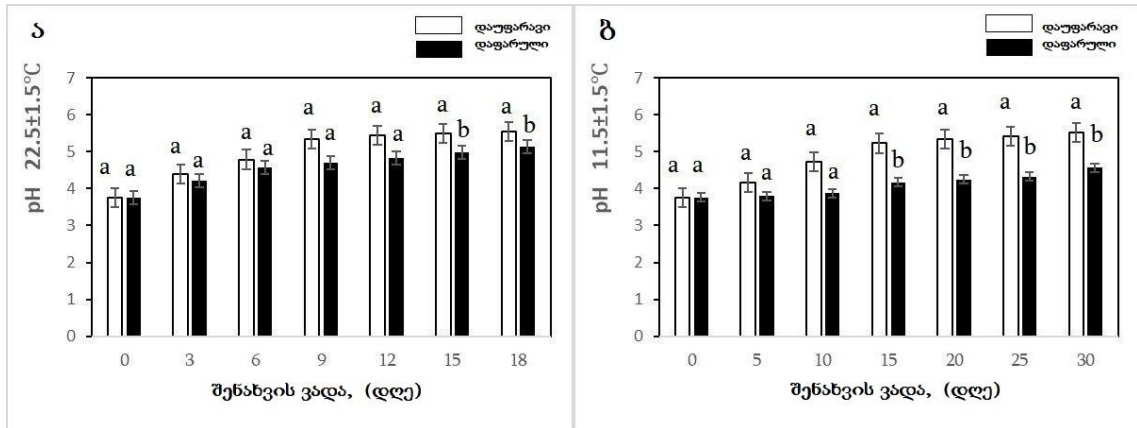 ა
დაუფარავი
დაფარული
pH 22.5±1.5°C
7
6
5
4
3
2
1
0
a a a a a a a a a a a b a b
0 3 6 9 12 15 18
შენახვის ვადა, (დღე)
ბ
დაუფარავი
დაფარული
pH 11.5±1.5°C
7
6
5
4
3
2
1
0
a a a a a a a b a b a b a b
0 5 10 15 20 25 30
შენახვის ვადა, (დღე)